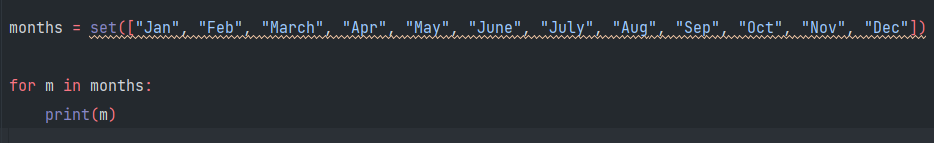 months = set(["Jan", "Feb", "March", "Apr", "May", "June", "July", "Aug", "Sep", "Oct", "Nov", "Dec"])
for m in months:
    print(m)